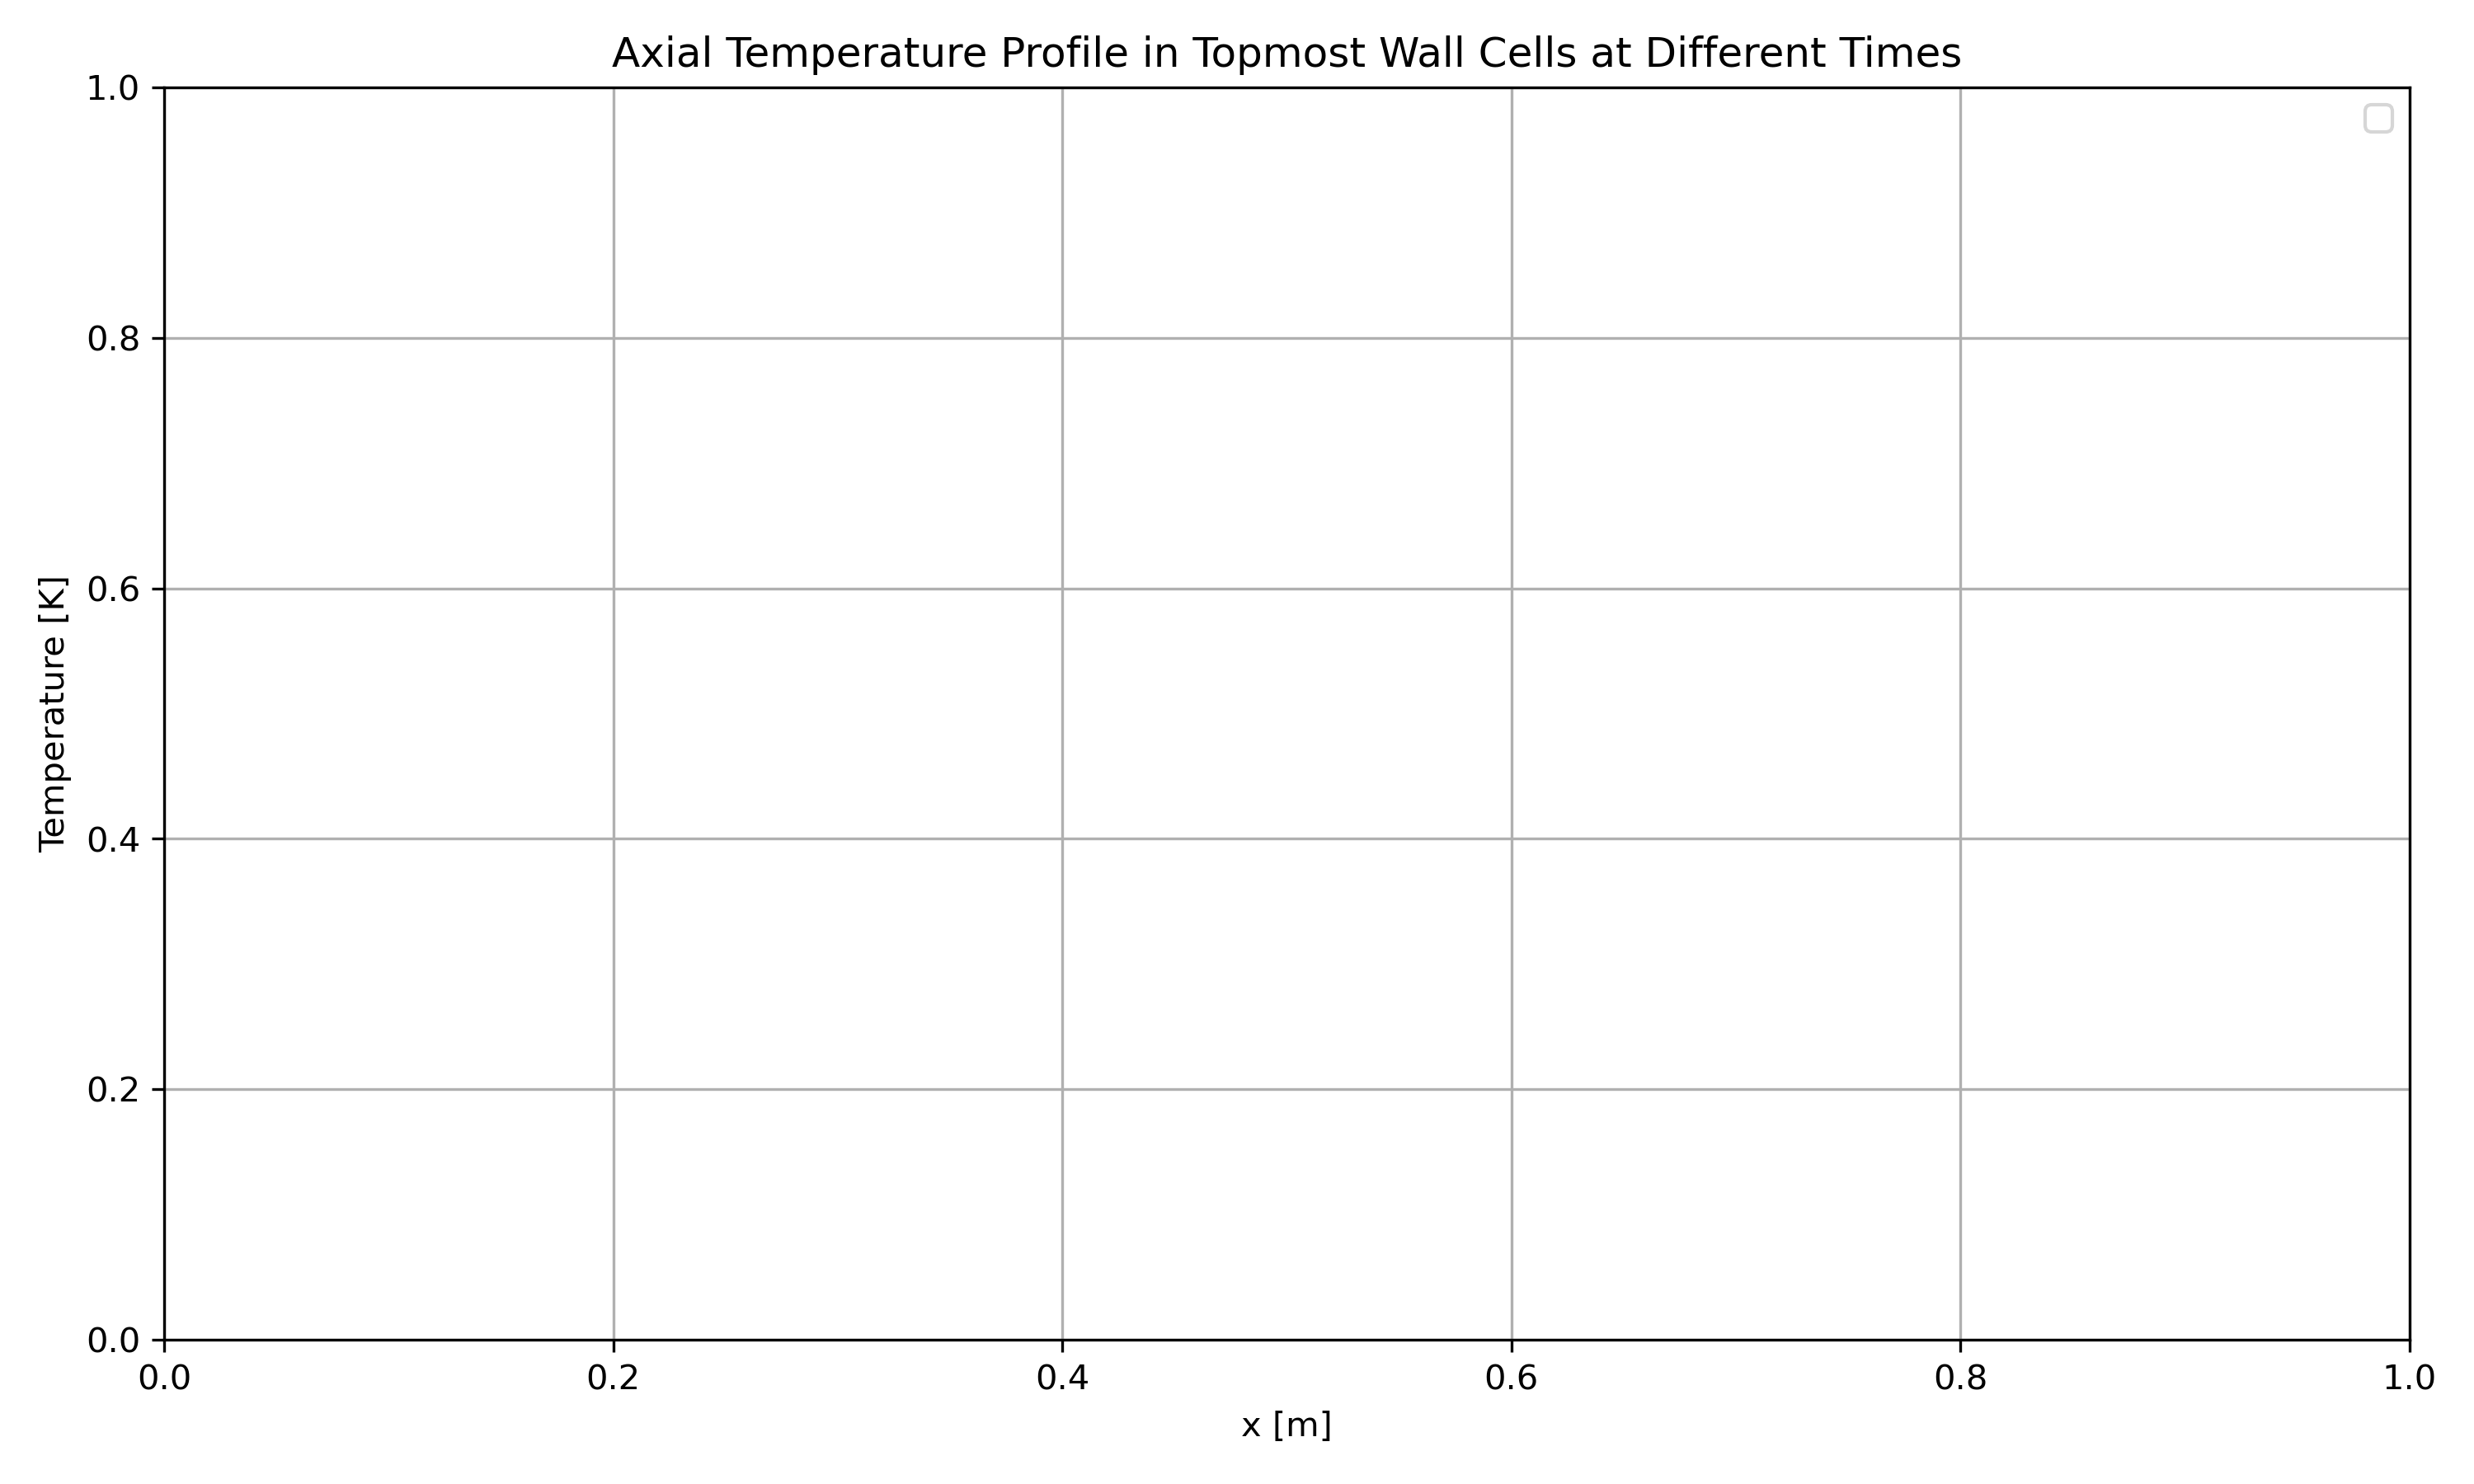 Axial Temperature Profile in Topmost Wall Cells at Different Times
1.0
0.8
0.6
0.4
0.2
0.0
Temperature [K]
0.0 0.2 0.4 0.6 0.8 1.0
x [m]